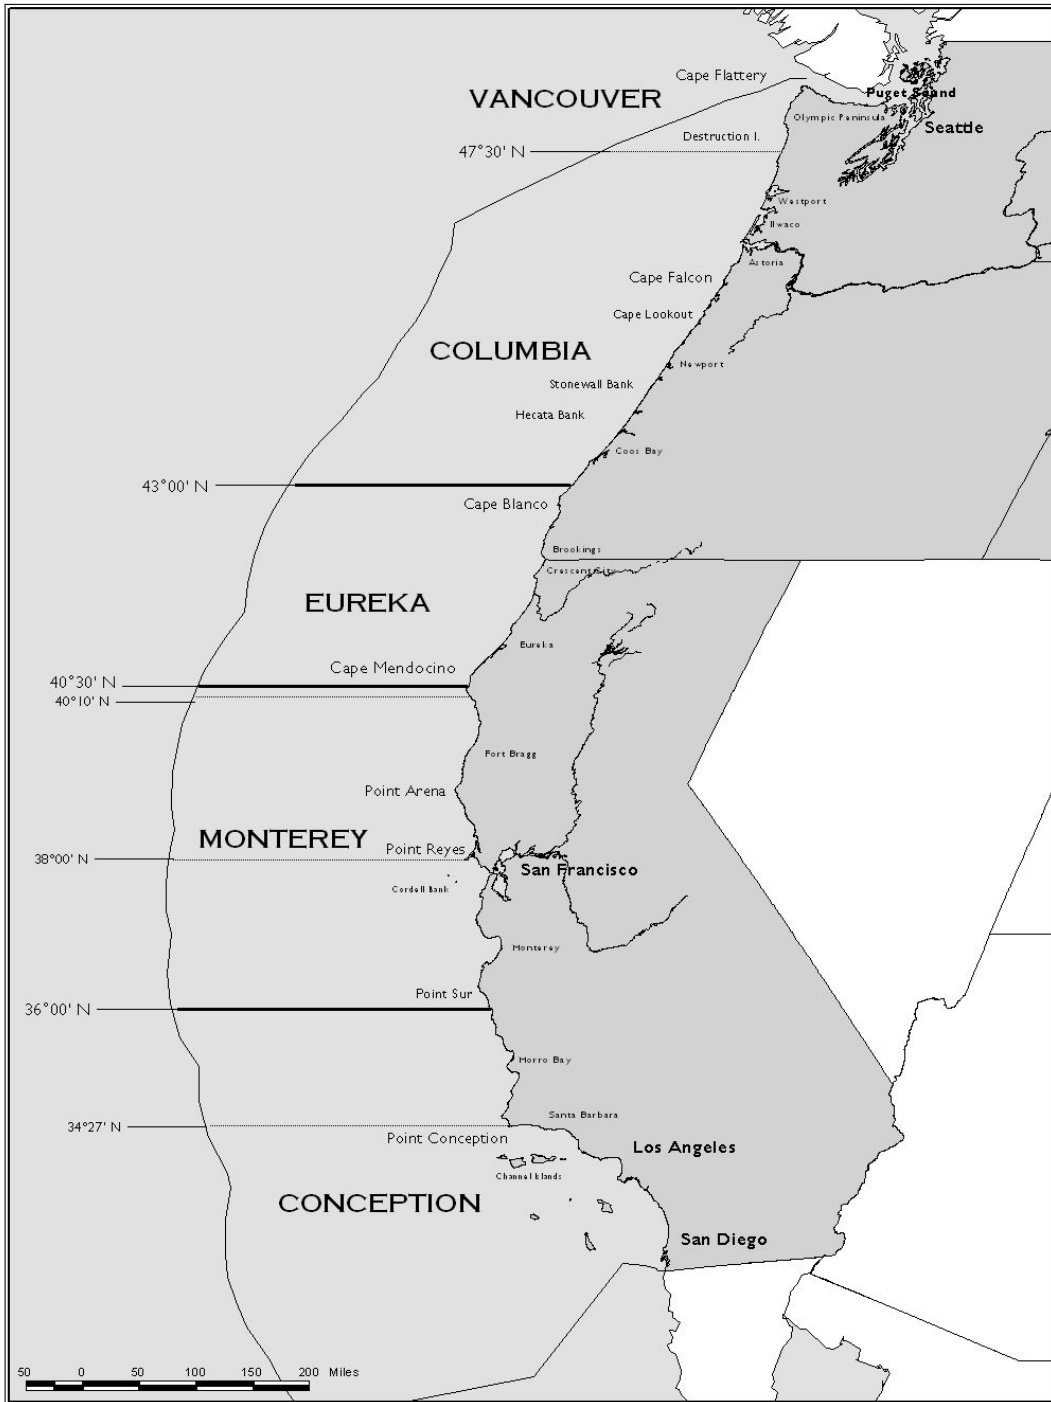 Cape Flattery
VANCOUVER
Puget Sound
Olympic Peninsula
Seattle
Destruction I.
47°30' N
Westport
Ilwaco
Astoria
Cape Falcon
Cape Lookout
COLUMBIA
Newport
Stonewall Bank
Hecata Bank
Coos Bay
43°00' N
Cape Blanco
Brookings
Crescent City
EUREKA
Eureka
Cape Mendocino
40°30' N
40°10' N
Fort Bragg
Point Arena
MONTEREY
Point Reyes
38°00' N
San Francisco
Cordell Bank
Monterey
Point Sur
36°00' N
Morro Bay
Santa Barbara
34°27' N
Point Conception
Los Angeles
Channel Islands
CONCEPTION
San Diego
50 0 50 100 150 200 Miles